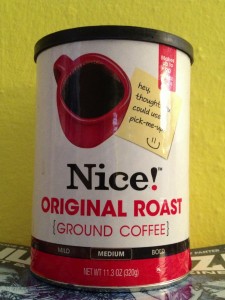 hey,
thought
could use
pick-me-up
Nice!™
ORIGINAL ROAST
{GROUND COFFEE}
MILD MEDIUM BOLD
NET WT 11.3 OZ (320g)